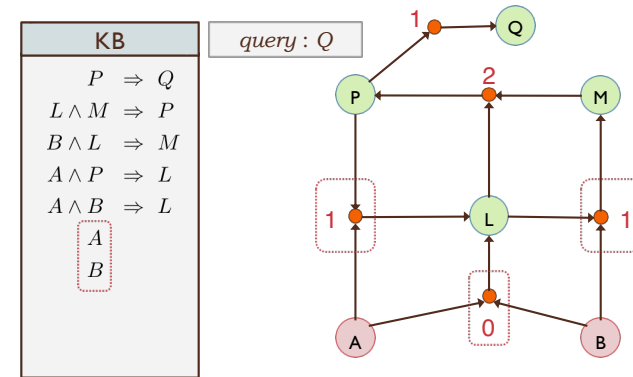 KB
query : Q
P ⇒ Q
L ∧ M ⇒ P
B ∧ L ⇒ M
A ∧ P ⇒ L
A ∧ B ⇒ L
A
B
1
Q
2
P
M
1
L
1
0
A
B